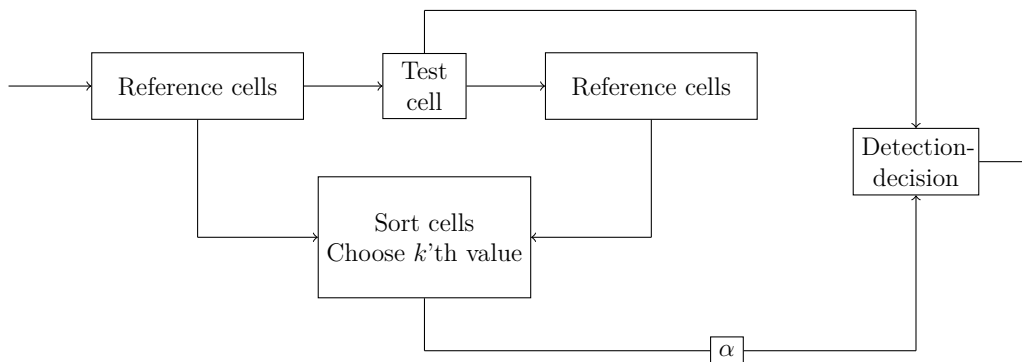 Reference cells
Test
cell
Reference cells
Detection-
decision
Sort cells
Choose k'th value
α